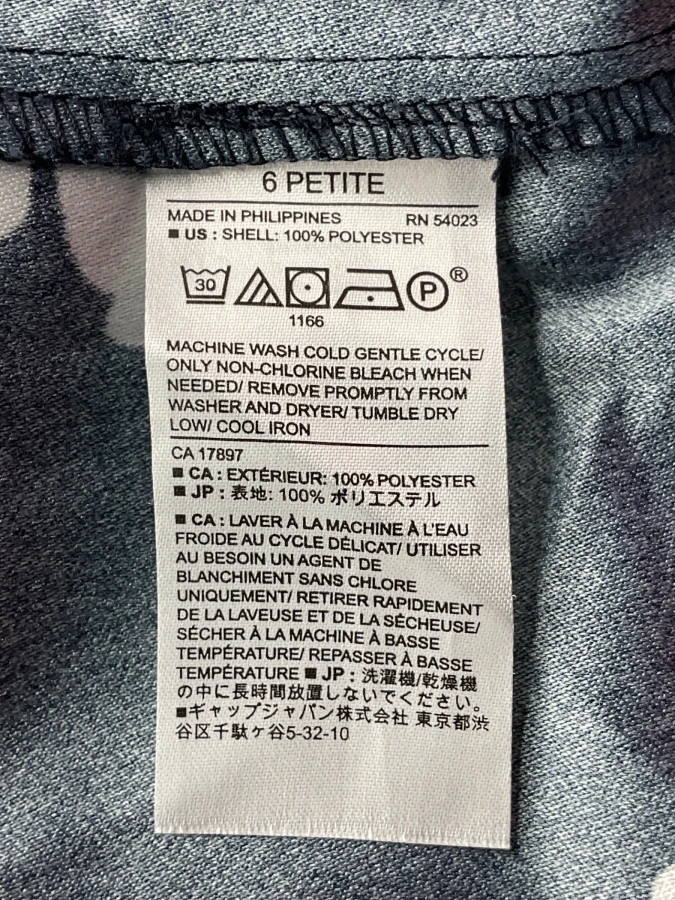 6 PETITE
MADE IN PHILIPPINES RN 54023
■ US : SHELL: 100% POLYESTER
30 P ®
1166
MACHINE WASH COLD GENTLE CYCLE/
ONLY NON-CHLORINE BLEACH WHEN
NEEDED/ REMOVE PROMPTLY FROM
WASHER AND DRYER/ TUMBLE DRY
LOW/ COOL IRON
CA 17897
■ CA : EXTÉRIEUR: 100% POLYESTER
■ JP : 表地: 100% ポリエステル
■ CA : LAVER À LA MACHINE À L'EAU
FROIDE AU CYCLE DÉLICAT/ UTILISER
AU BESOIN UN AGENT DE
BLANCHIMENT SANS CHLORE
UNIQUEMENT/ RETIRER RAPIDEMENT
DE LA LAVEUSE ET DE LA SÉCHEUSE/
SÉCHER À LA MACHINE À BASSE
TEMPÉRATURE/ REPASSER À BASSE
TEMPÉRATURE ■ JP : 洗濯機/乾燥機
の中に長時間放置しないでください。
■ギャップジャパン株式会社 東京都渋
谷区千駄ケ谷5-32-10